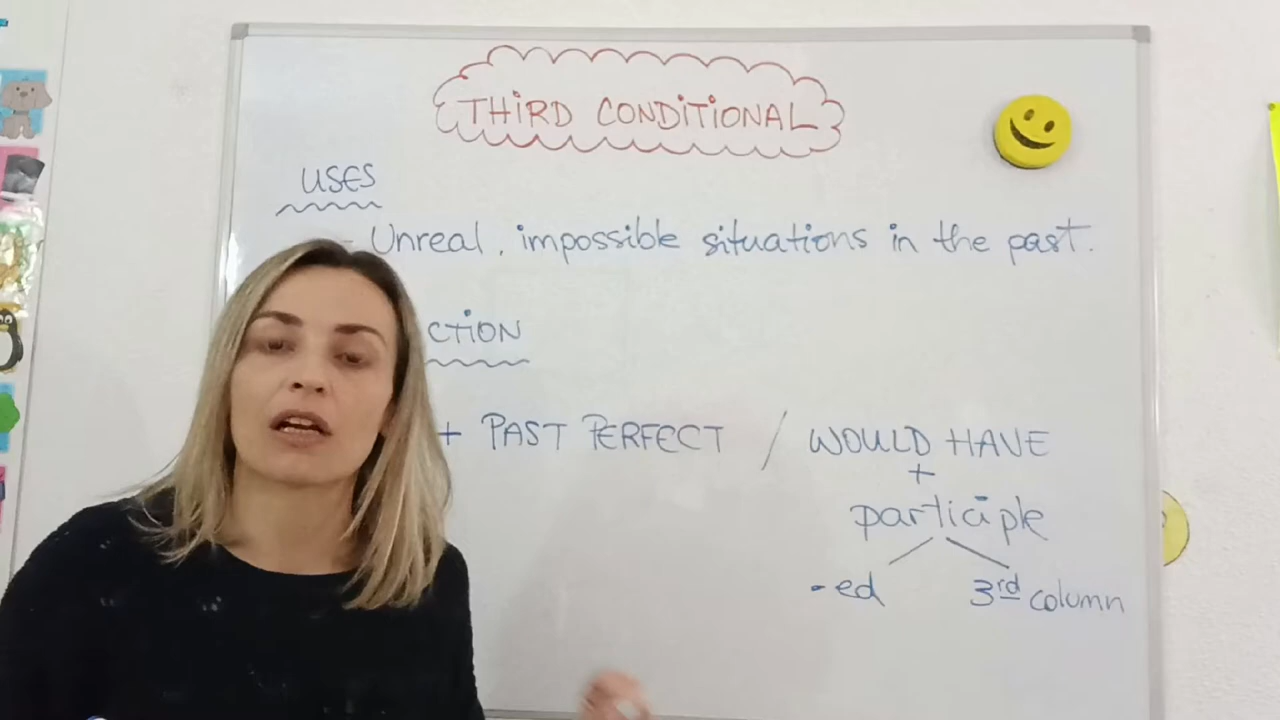 THIRD CONDITIONAL
USES
- Unreal, impossible situations in the past.
CTION
+ PAST PERFECT / WOULD HAVE
+
participle
-ed 3rd column